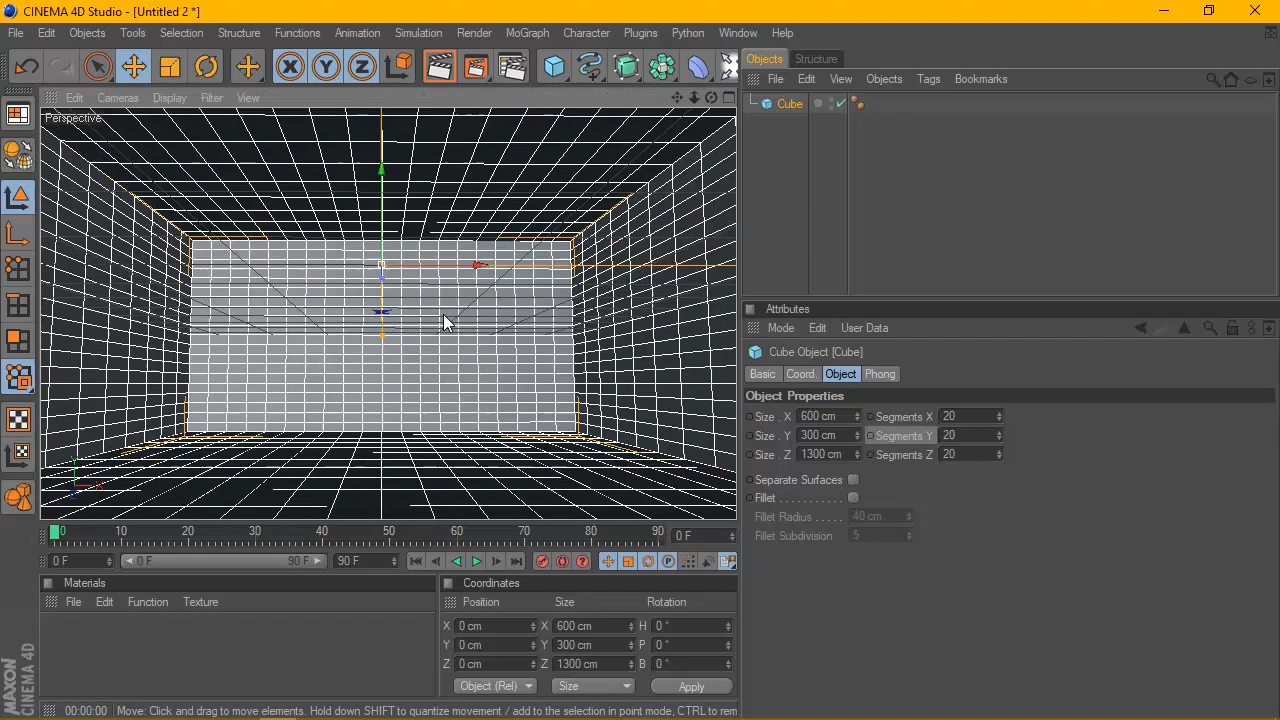 CINEMA 4D Studio - [Untitled 2 *]
File Edit Objects Tools Selection Structure Functions Animation Simulation Render MoGraph Character Plugins Python Window Help
Objects Structure
File Edit View Objects Tags Bookmarks
Edit Cameras Display Filter View
Perspective
Cube
Attributes
Mode Edit User Data
Cube Object [Cube]
Basic Coord. Object Phong
Object Properties
Size . X 600 cm Segments X 20
Size . Y 300 cm Segments Y 20
Size . Z 1300 cm Segments Z 20
Separate Surfaces
Fillet . . . . . . . . . . .
Fillet Radius . . . . . 40 cm
Fillet Subdivision 5
Y
X
Z
0 10 20 30 40 50 60 70 80 90 0 F
0 F 0 F 90 F 90 F
Materials
File Edit Function Texture
Coordinates
Position Size Rotation
X 0 cm X 600 cm H 0 °
Y 0 cm Y 300 cm P 0 °
Z 0 cm Z 1300 cm B 0 °
Object (Rel) Size Apply
MAXON
CINEMA 4D
00:00:00 Move: Click and drag to move elements. Hold down SHIFT to quantize movement / add to the selection in point mode, CTRL to rem